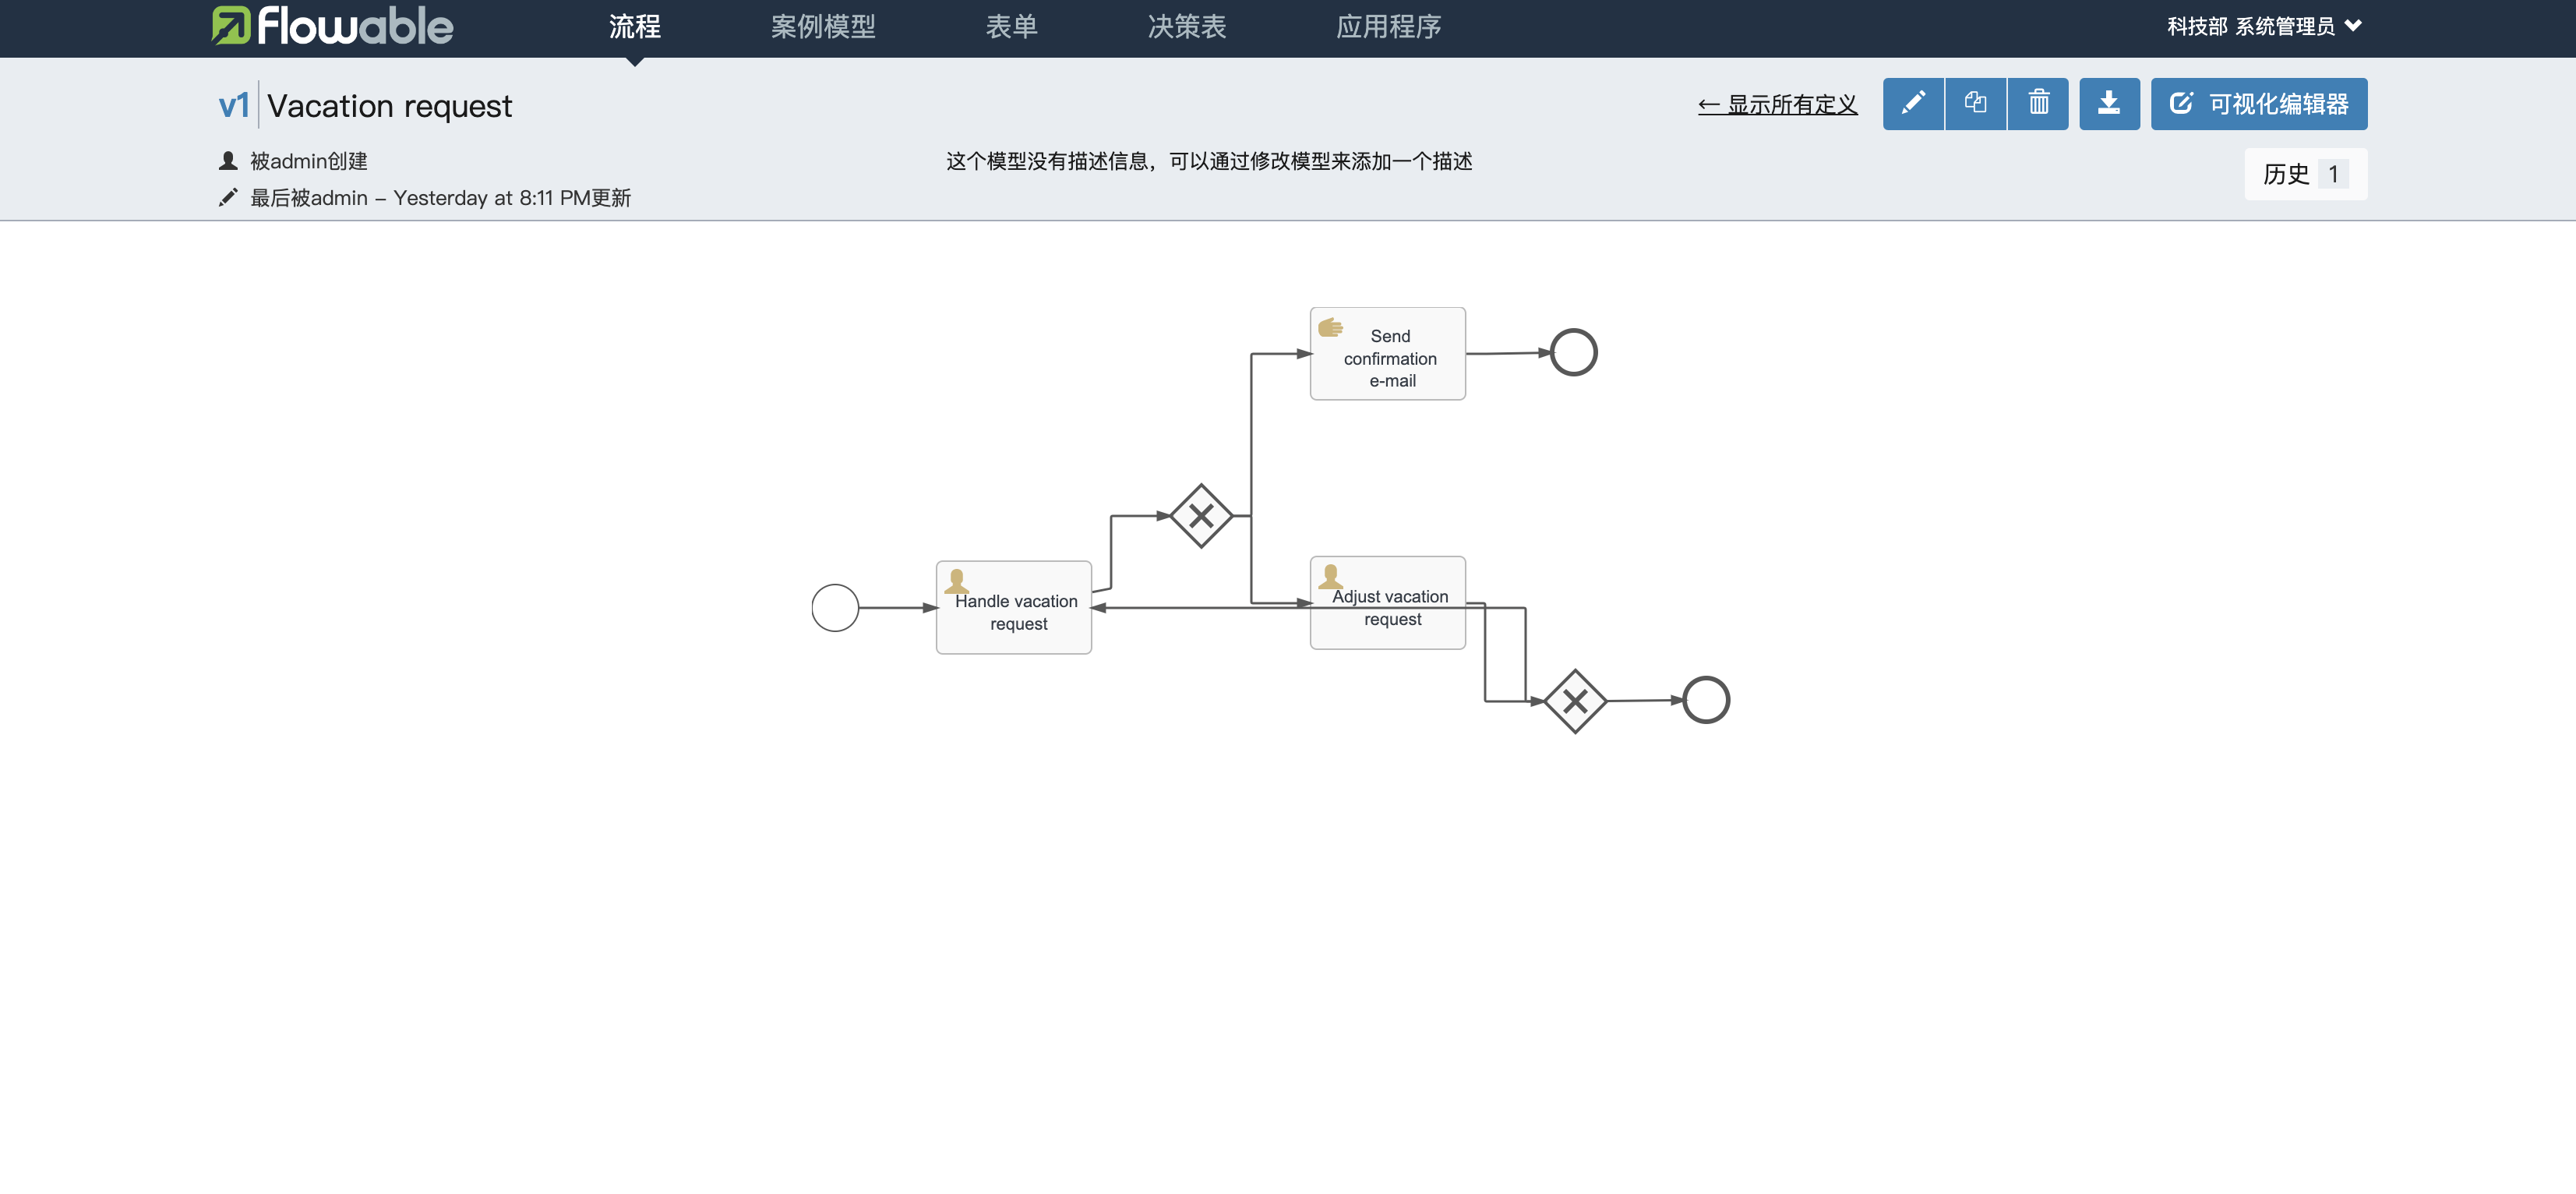 flowable
流程
案例模型
表单
决策表
应用程序
科技部 系统管理员
v1 Vacation request
← 显示所有定义
可视化编辑器
被admin创建
这个模型没有描述信息，可以通过修改模型来添加一个描述
历史 1
最后被admin – Yesterday at 8:11 PM更新
Send
confirmation
e-mail
Handle vacation
request
Adjust vacation
request